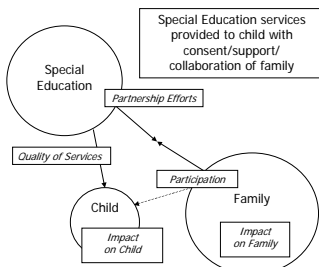 Special Education services
provided to child with
consent/support/
collaboration of family
Special
Education
Partnership Efforts
Quality of Services
Participation
Child
Family
Impact
on Child
Impact
on Family